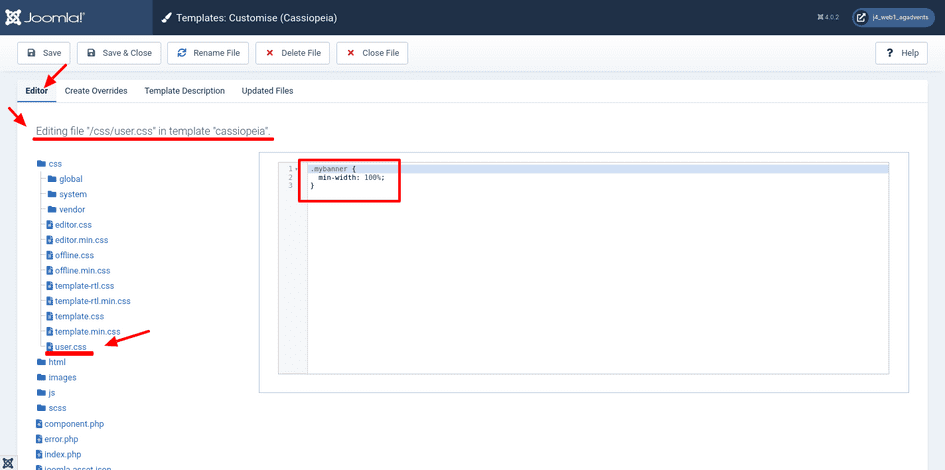 Joomla!® Templates: Customise (Cassiopeia) 4.0.2 j4_web1_agadvents
Save Save & Close Rename File Delete File Close File Help
Editor Create Overrides Template Description Updated Files
Editing file "/css/user.css" in template "cassiopeia".
css
global
system
vendor
editor.css
editor.min.css
offline.css
offline.min.css
template-rtl.css
template-rtl.min.css
template.css
template.min.css
user.css
html
images
js
scss
component.php
error.php
index.php
joomla.asset.json
1 .mybanner {
2 min-width: 100%;
3 }